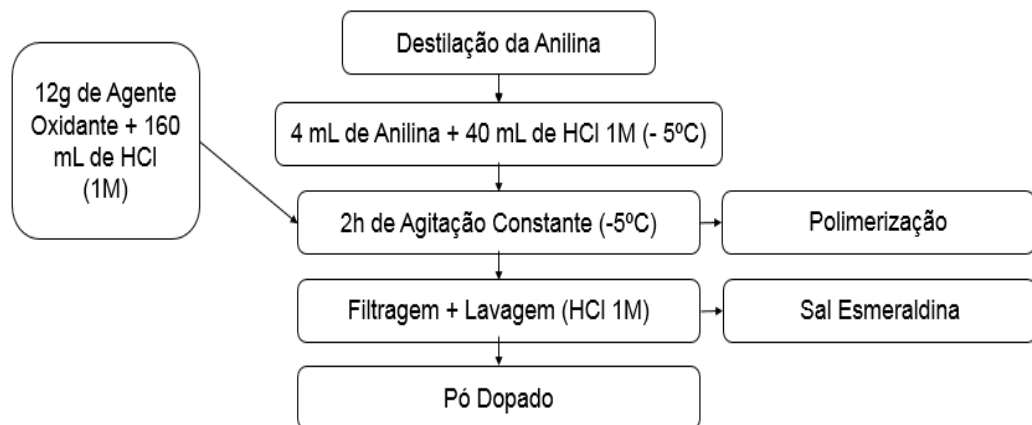 Destilação da Anilina
12g de Agente
Oxidante + 160
mL de HCl
(1M)
4 mL de Anilina + 40 mL de HCl 1M (- 5ºC)
2h de Agitação Constante (-5ºC)
Polimerização
Filtragem + Lavagem (HCl 1M)
Sal Esmeraldina
Pó Dopado